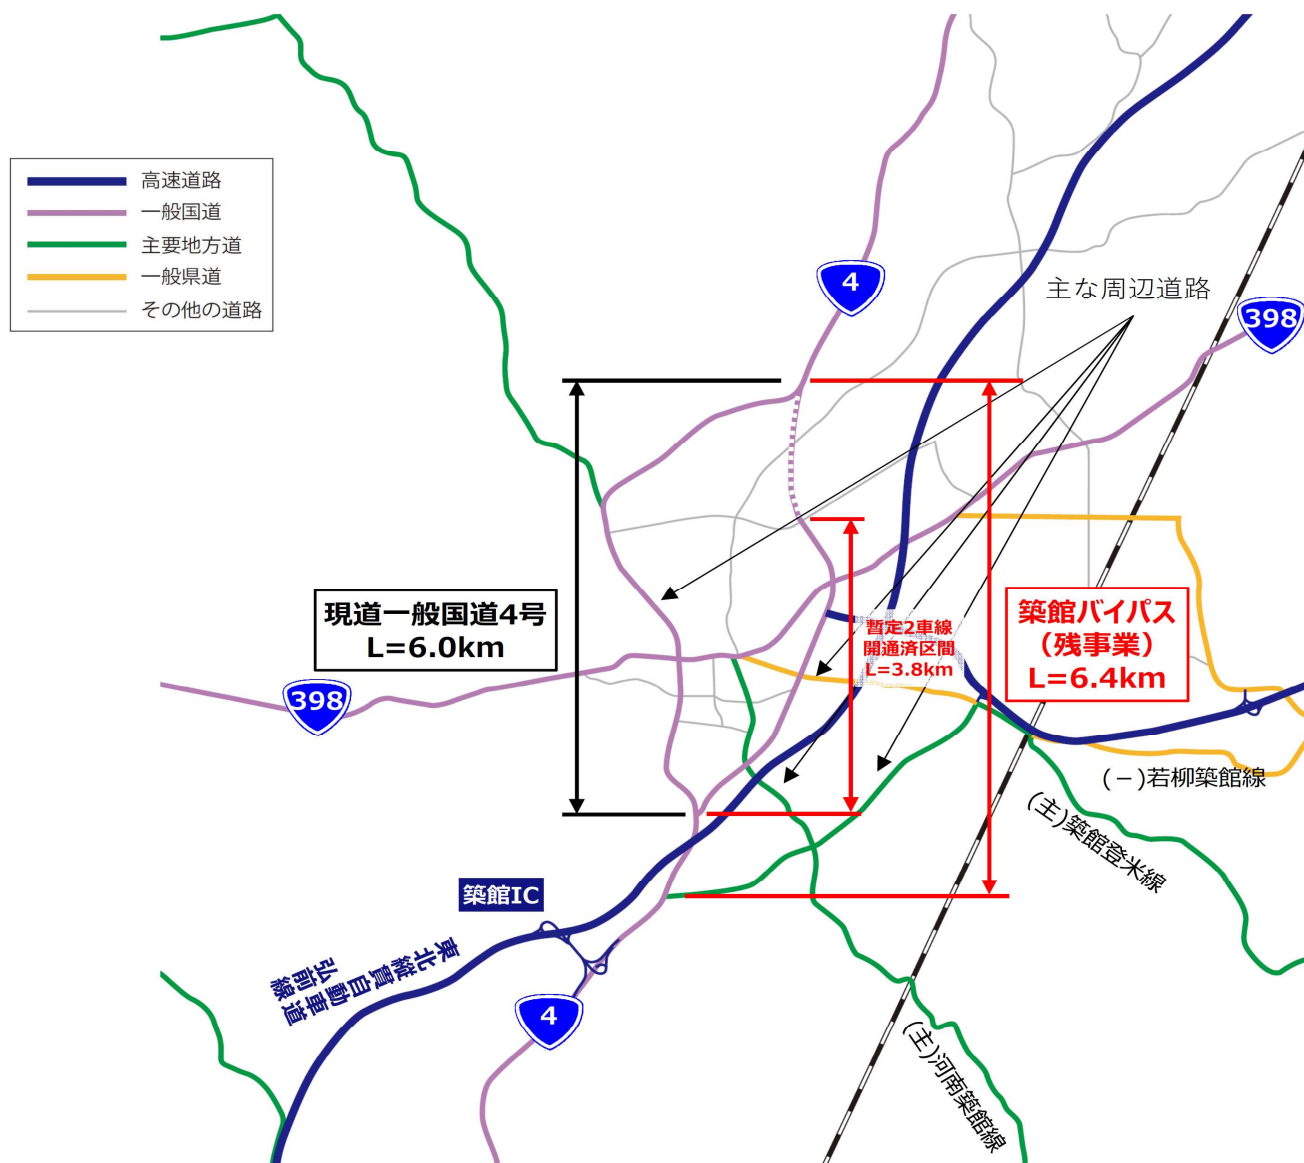 高速道路
一般国道
主要地方道
一般県道
その他の道路
4
主な周辺道路
398
現道一般国道4号
L=6.0km
暫定2車線
開通済区間
L=3.8km
築館バイパス
（残事業）
L=6.4km
398
(－)若柳築館線
(主)築館登米線
築館IC
東北縦貫自動車道
弘前線
4
(主)河南築館線